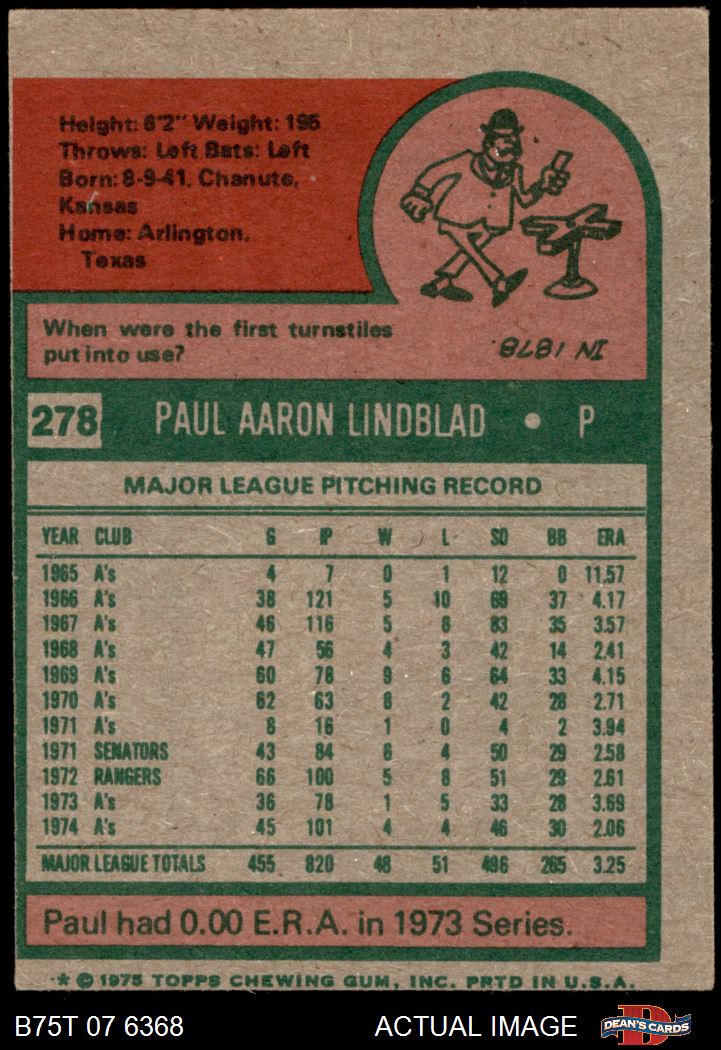 Height: 6'2" Weight: 195
Throws: Left Bats: Left
Born: 8-9-41, Chanute,
Kansas
Home: Arlington,
Texas
When were the first turnstiles
put into use?
IN 1878.
278 PAUL AARON LINDBLAD • P
MAJOR LEAGUE PITCHING RECORD
YEAR CLUB G IP W L SO BB ERA
1965 A's 4 7 0 1 12 0 11.57
1966 A's 38 121 5 10 69 37 4.17
1967 A's 46 116 5 8 83 35 3.57
1968 A's 47 56 4 3 42 14 2.41
1969 A's 60 78 9 6 64 33 4.15
1970 A's 62 63 8 2 42 28 2.71
1971 A's 8 16 1 0 4 2 3.94
1971 SENATORS 43 84 6 4 50 29 2.58
1972 RANGERS 66 100 5 8 51 29 2.61
1973 A's 36 78 1 5 33 28 3.69
1974 A's 45 101 4 4 46 30 2.06
MAJOR LEAGUE TOTALS 455 820 48 51 496 265 3.25
Paul had 0.00 E.R.A. in 1973 Series.
* © 1975 TOPPS CHEWING GUM, INC. PRTD IN U.S.A.
B75T 07 6368 ACTUAL IMAGE D DEAN'S CARDS